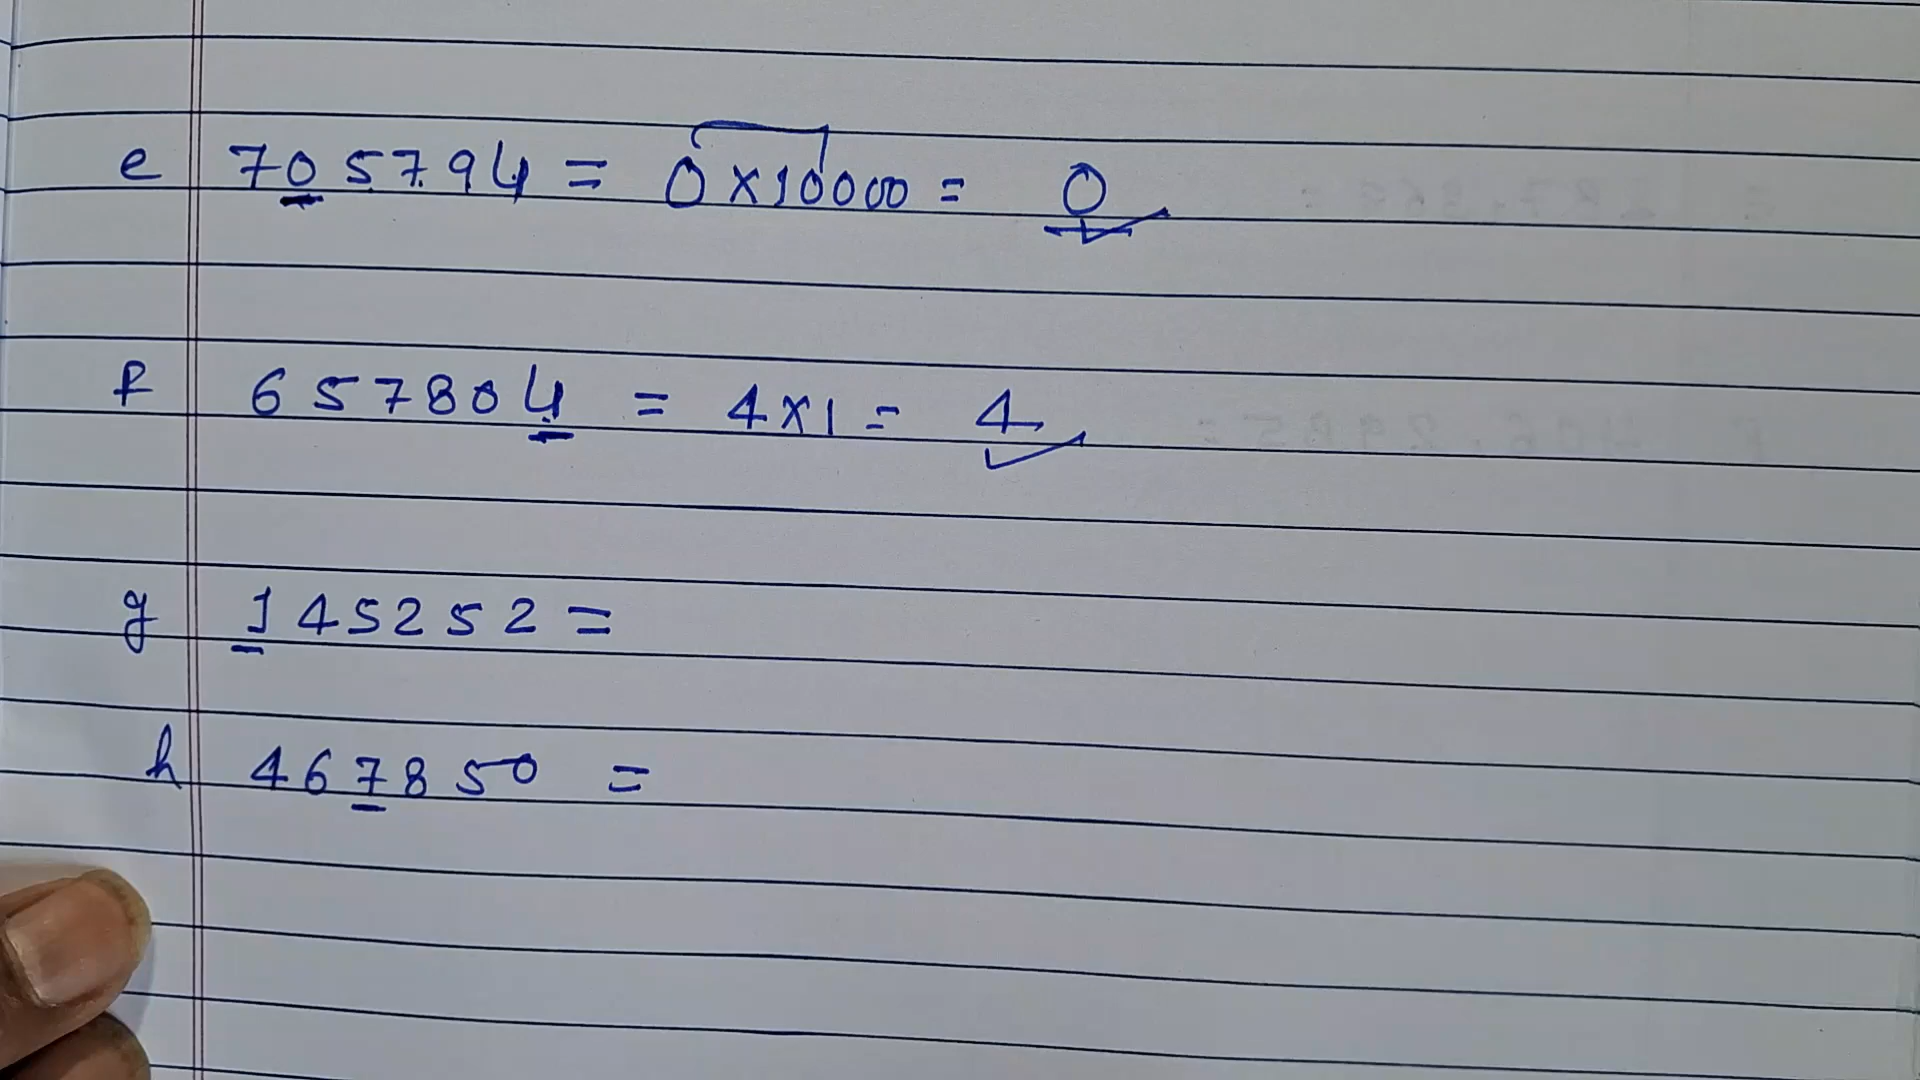 e 705794 = 0×10000 = 0
f 657804 = 4×1 = 4
g 145252 =
h 467850 =